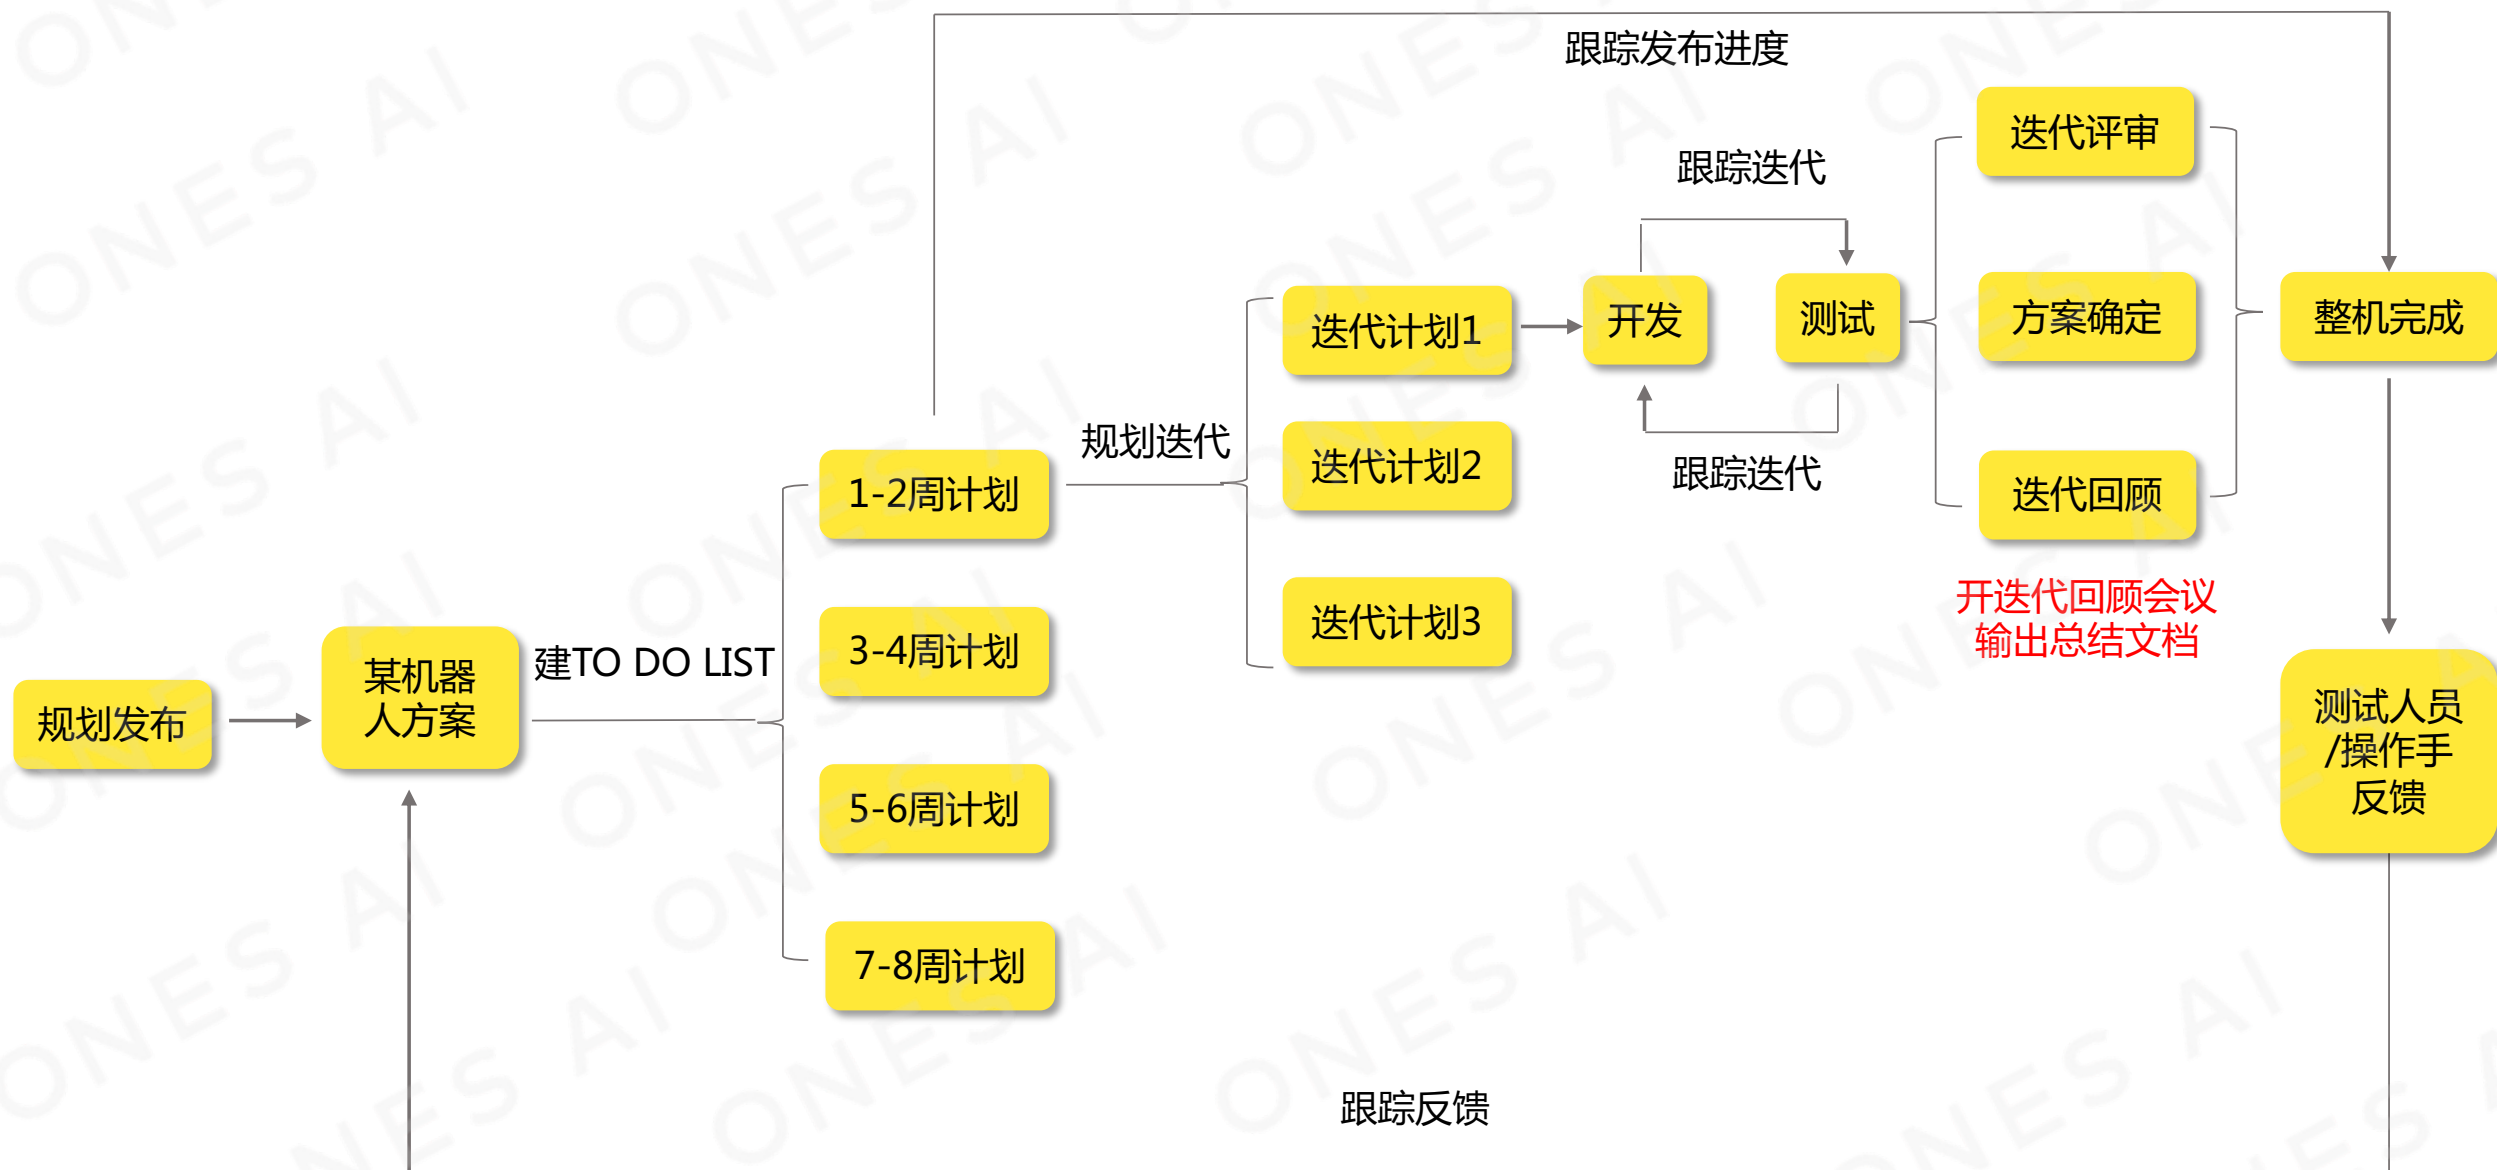 跟踪发布进度
迭代评审
跟踪迭代
迭代计划1
开发
测试
方案确定
整机完成
规划迭代
迭代计划2
跟踪迭代
1-2周计划
迭代回顾
开迭代回顾会议
输出总结文档
迭代计划3
3-4周计划
建TO DO LIST
某机器
人方案
规划发布
测试人员
/操作手
反馈
5-6周计划
7-8周计划
跟踪反馈
ONES AI